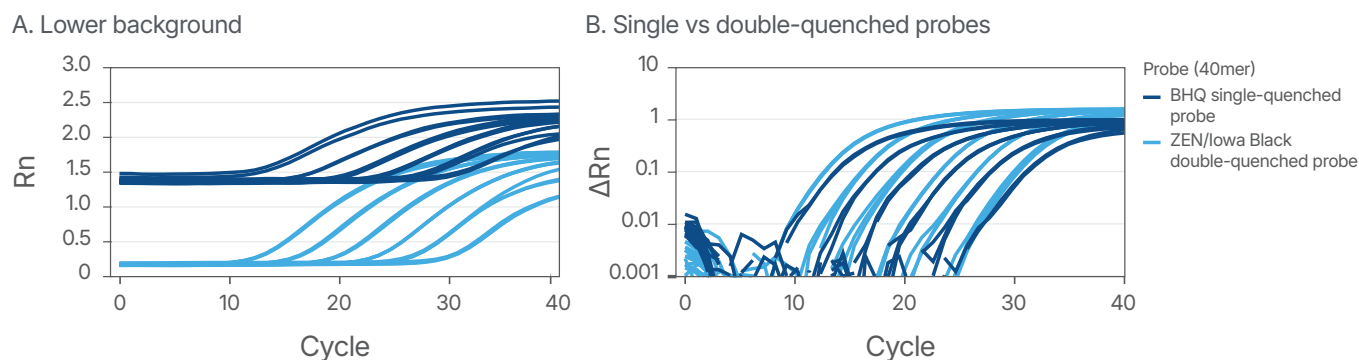 A. Lower background
3.0
2.5
2.0
1.5
1.0
0.5
0
Rn
0 10 20 30 40
Cycle
B. Single vs double-quenched probes
10
1
0.1
0.01
0.001
ΔRn
0 10 20 30 40
Cycle
Probe (40mer)
BHQ single-quenched
probe
ZEN/Iowa Black
double-quenched probe